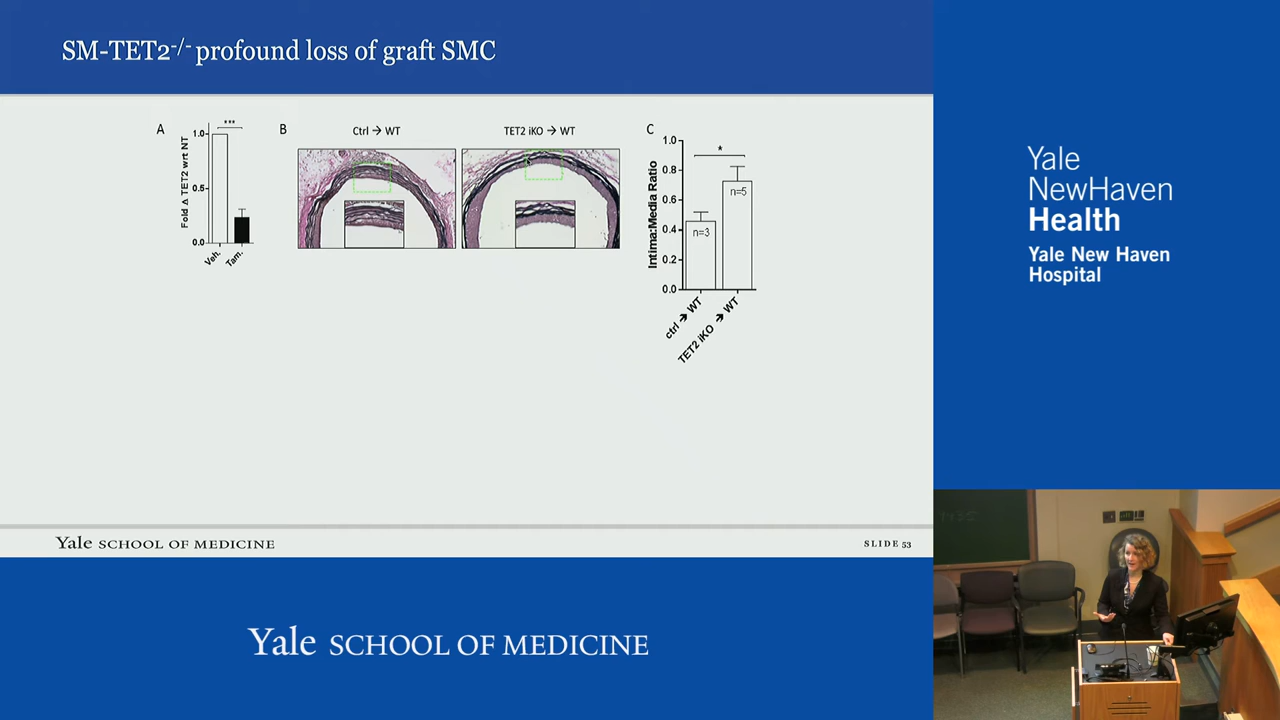 SM-TET2-/- profound loss of graft SMC
A
Fold Δ TET2 wrt NT
1.0
0.5
0.0
***
Veh.
Tam.
B
Ctrl → WT
TET2 iKO → WT
C
Intima:Media Ratio
1.0
0.8
0.6
0.4
0.2
0.0
*
n=3
n=5
ctrl → WT
TET2 iKO → WT
Yale SCHOOL OF MEDICINE
SLIDE 53
Yale
NewHaven
Health
Yale New Haven
Hospital
Yale SCHOOL OF MEDICINE